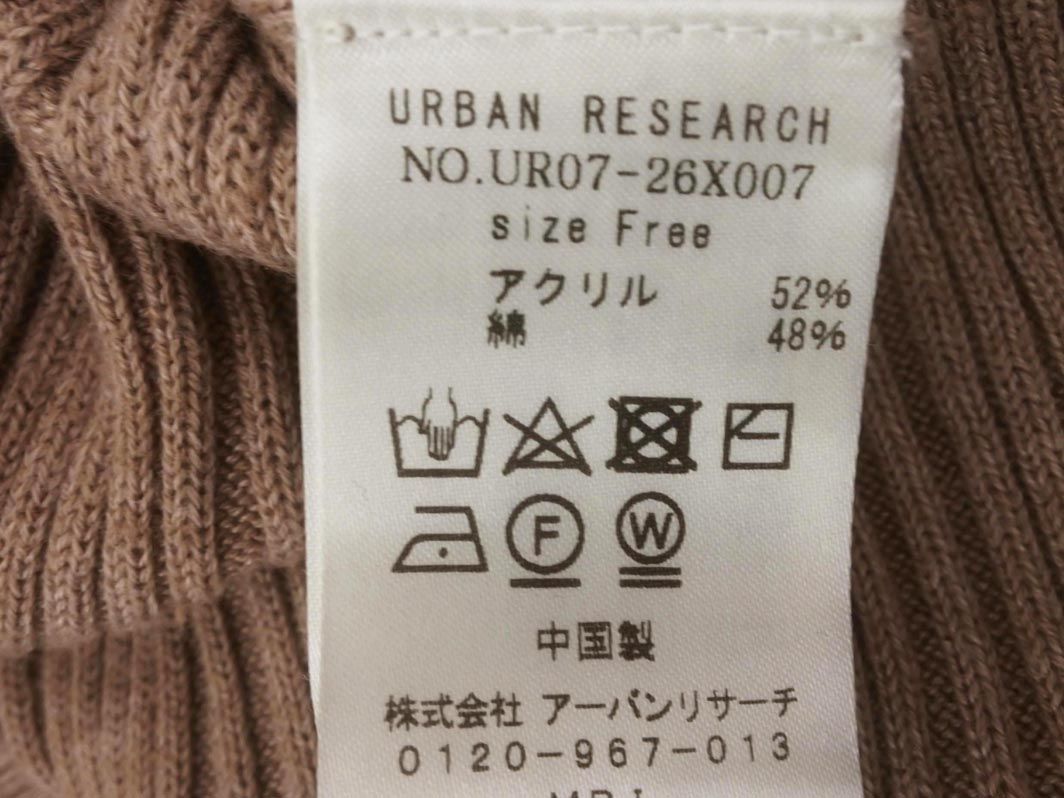 URBAN RESEARCH
NO.UR07-26X007
size Free
アクリル 52%
綿 48%
F W
中国製
株式会社 アーバンリサーチ
0120-967-013